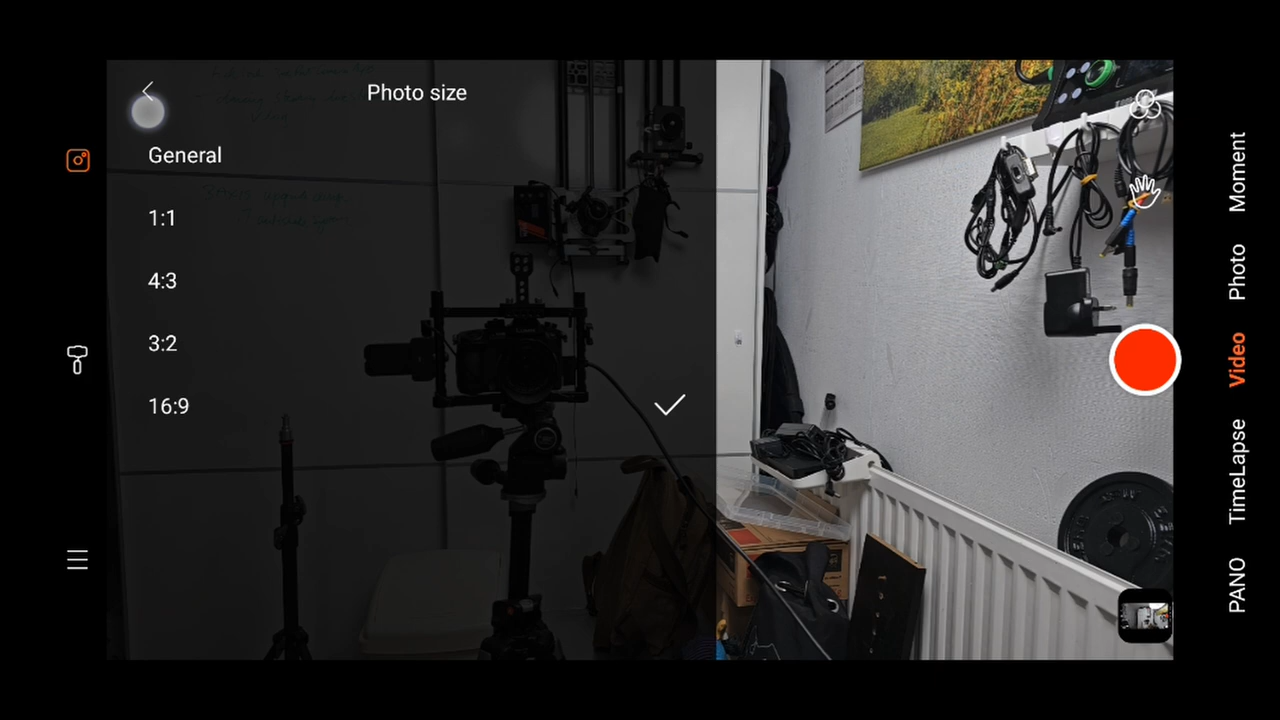 Photo size
General
1:1
4:3
3:2
16:9
Moment
Photo
Video
TimeLapse
PANO